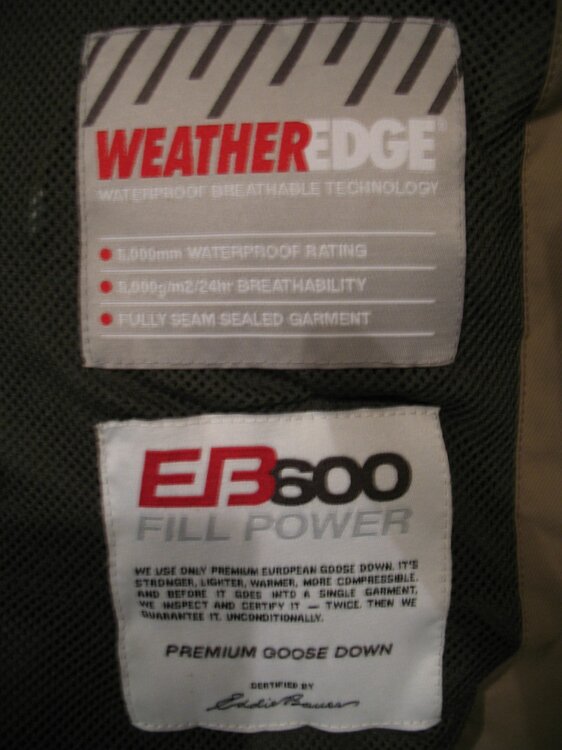 WEATHEREDGE®
WATERPROOF BREATHABLE TECHNOLOGY
5,000mm WATERPROOF RATING
5,000g/m2/24hr BREATHABILITY
FULLY SEAM SEALED GARMENT
EB600
FILL POWER
WE USE ONLY PREMIUM EUROPEAN GOOSE DOWN. IT'S
STRONGER, LIGHTER, WARMER, MORE COMPRESSIBLE,
AND BEFORE IT GOES INTO A SINGLE GARMENT,
WE INSPECT AND CERTIFY IT — TWICE. THEN WE
GUARANTEE IT. UNCONDITIONALLY.
PREMIUM GOOSE DOWN
CERTIFIED BY
Eddie Bauer